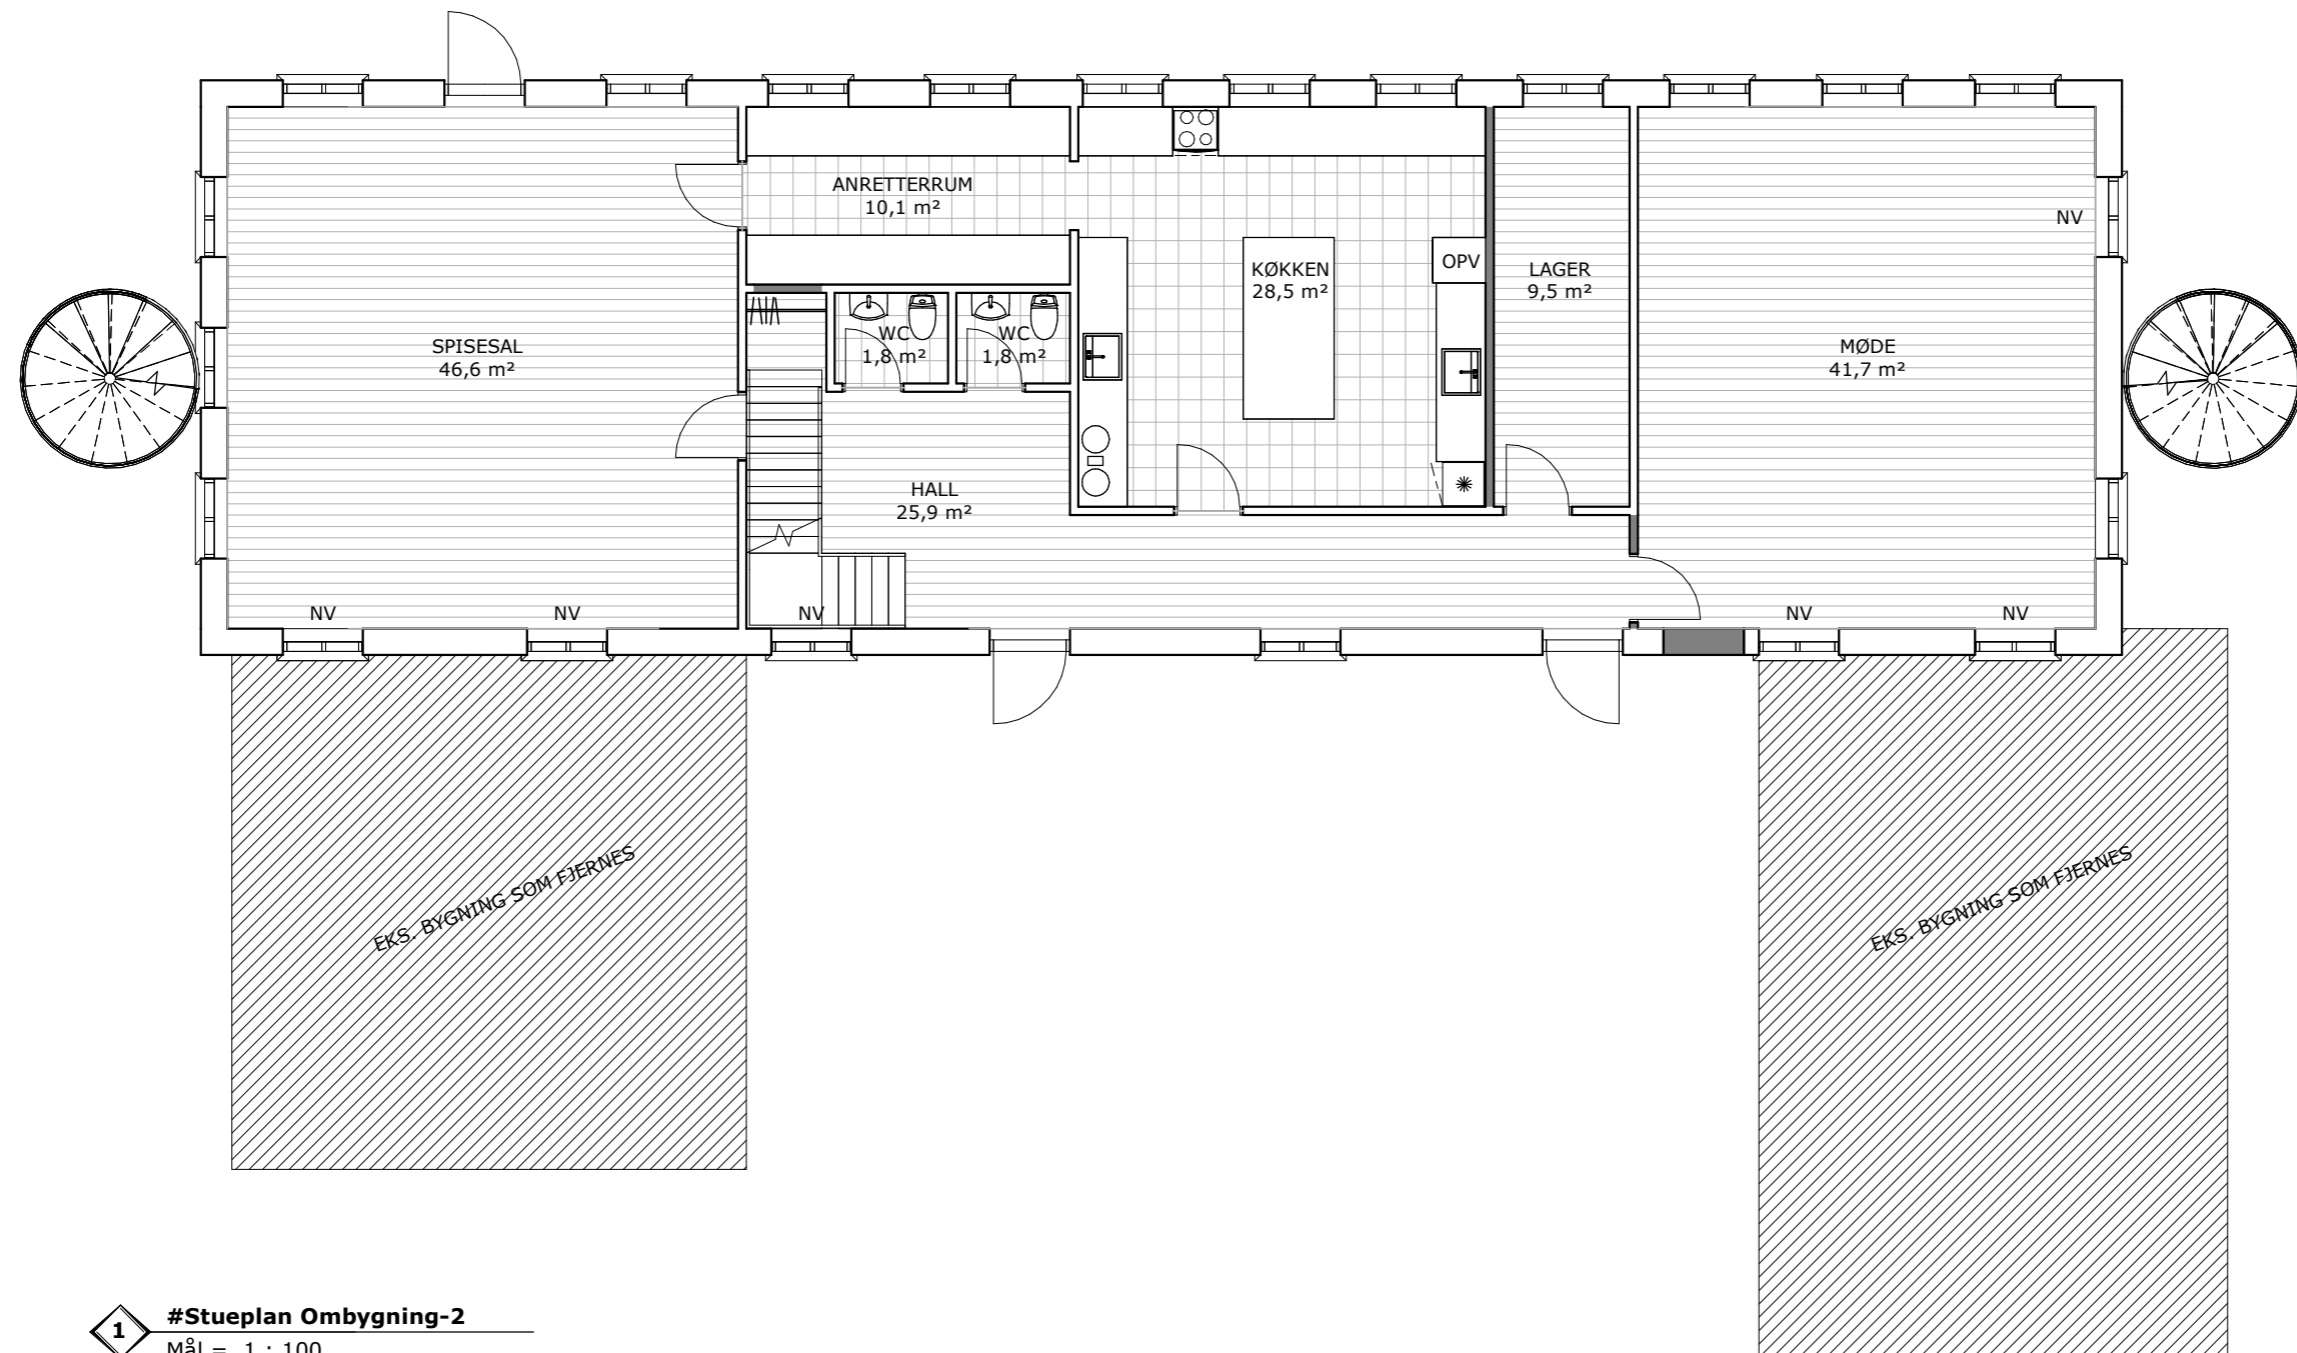 ANRETTERRUM
10,1 m²
NV
KØKKEN
28,5 m²
OPV
LAGER
9,5 m²
SPISESAL
46,6 m²
WC
1,8 m²
WC
1,8 m²
MØDE
41,7 m²
HALL
25,9 m²
NV
NV
NV
NV
NV
EKS. BYGNING SOM FJERNES
EKS. BYGNING SOM FJERNES
1
#Stueplan Ombygning-2
Mål = 1 : 100